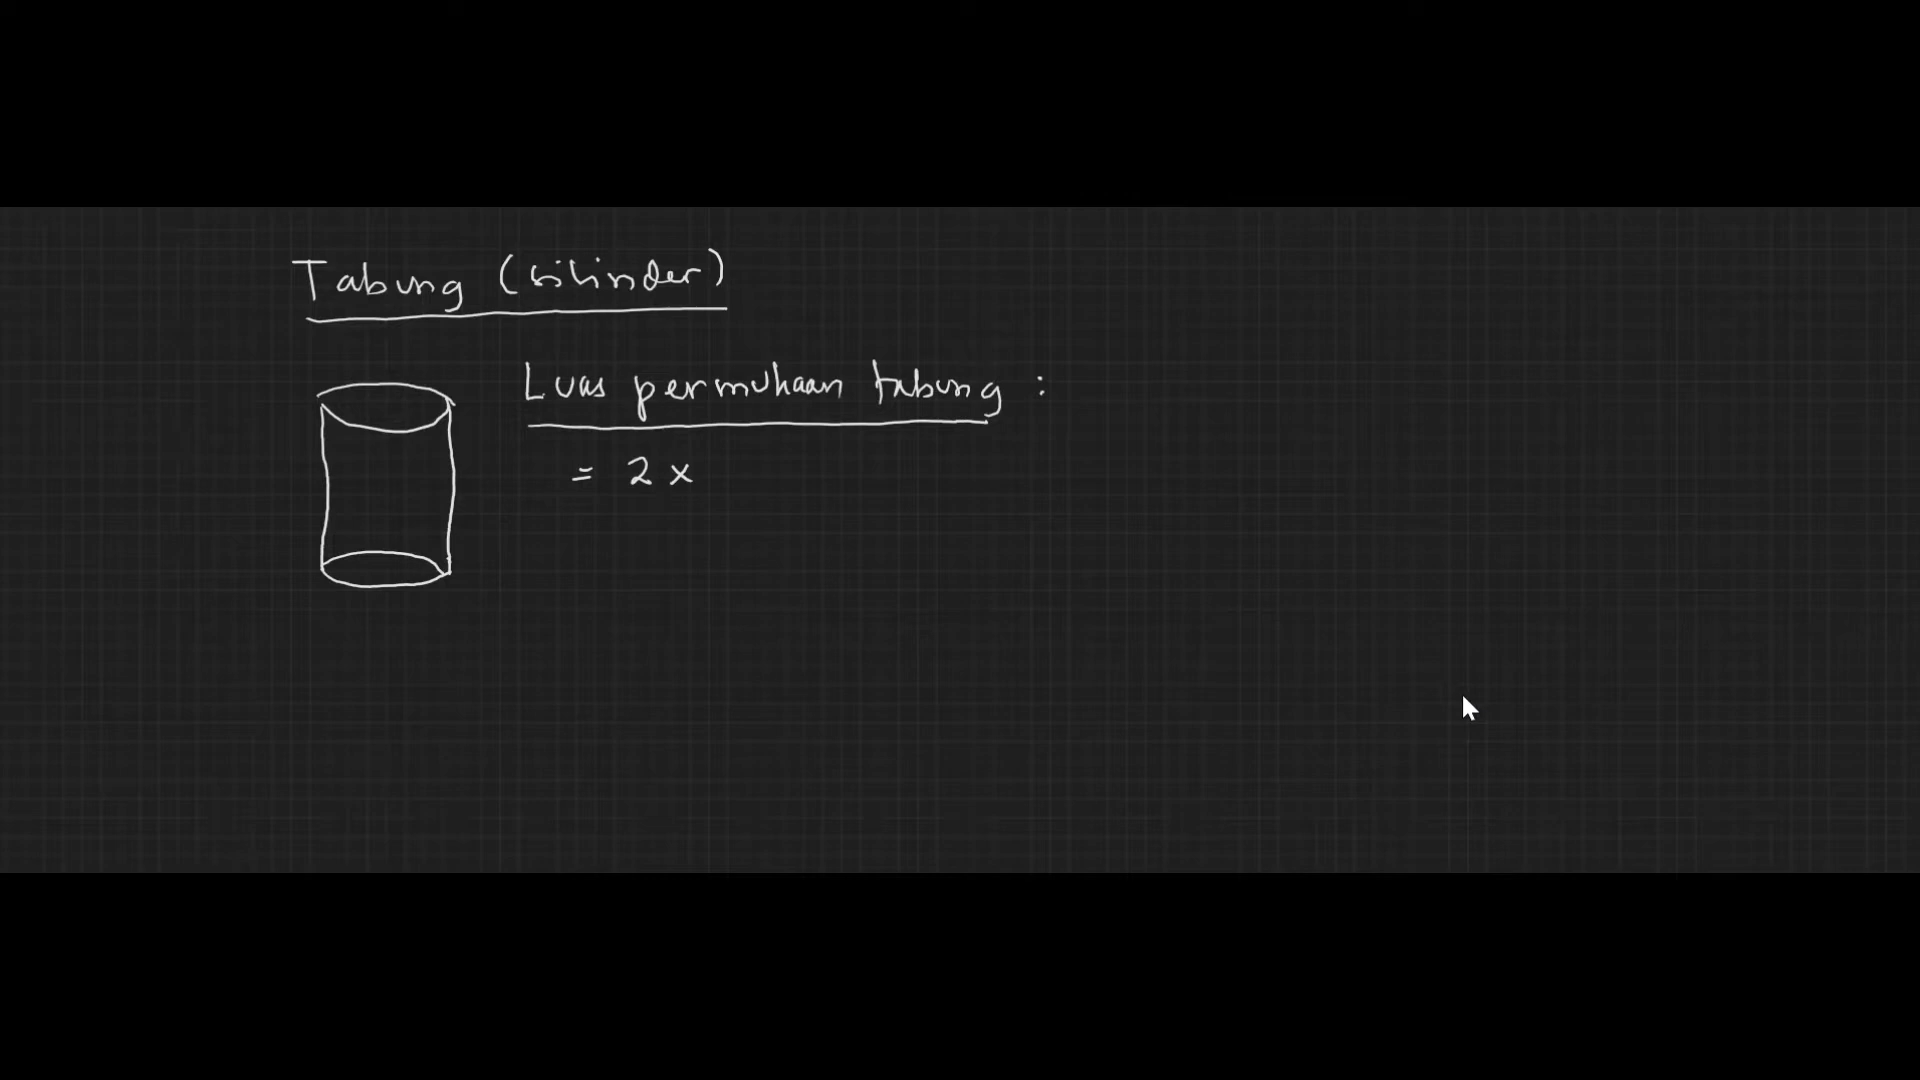 Tabung (silinder)
Luas permukaan tabung :
= 2 x